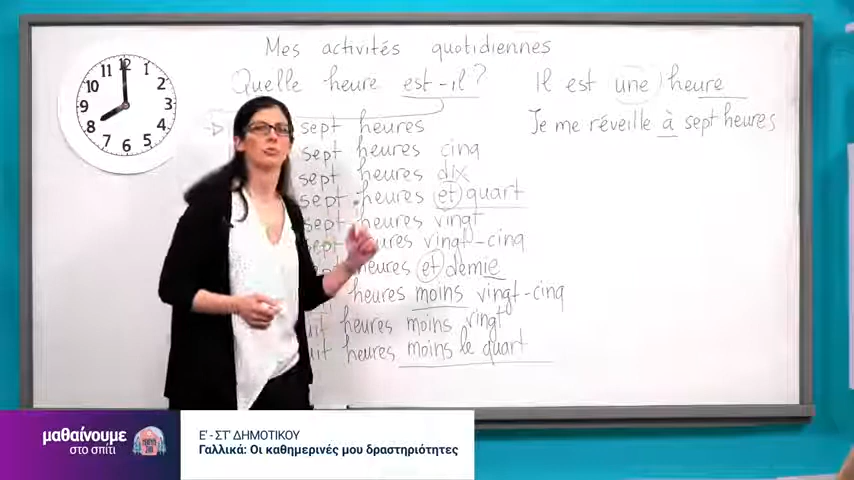 Mes activités quotidiennes
Quelle heure est-il?
sept heures
sept heures cinq
sept heures dix
sept heures et quart
sept heures vingt
sept heures vingt-cinq
heures et demie
heures moins vingt-cinq
heures moins vingt
heures moins le quart
Il est une heure
Je me réveille à sept heures
12
1
2
3
4
5
6
7
8
9
10
11
μαθαίνουμε
στο σπίτι
Ε' - ΣΤ' ΔΗΜΟΤΙΚΟΥ
Γαλλικά: Οι καθημερινές μου δραστηριότητες